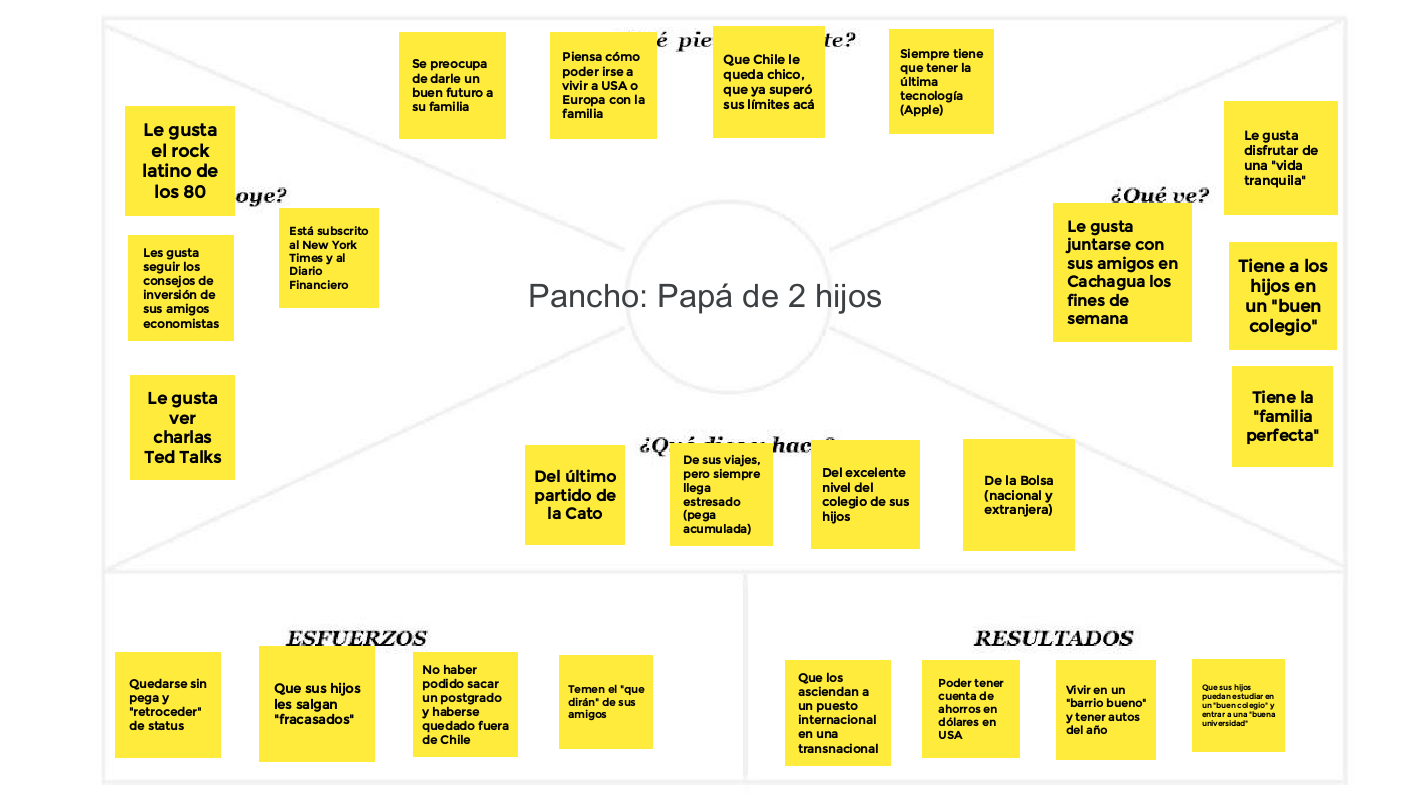 te?
Se preocupa
de darle un
buen futuro a
su familia
Piensa cómo
poder irse a
vivir a USA o
Europa con la
familia
Que Chile le
queda chico,
que ya superó
sus límites acá
Siempre tiene
que tener la
última
tecnología
(Apple)
oye?
Le gusta
el rock
latino de
los 80
Está subscrito
al New York
Times y al
Diario
Financiero
Les gusta
seguir los
consejos de
inversión de
sus amigos
economistas
Le gusta
ver
charlas
Ted Talks
Pancho: Papá de 2 hijos
¿Qué ve?
Le gusta
disfrutar de
una "vida
tranquila"
Le gusta
juntarse con
sus amigos en
Cachagua los
fines de
semana
Tiene a los
hijos en
un "buen
colegio"
Tiene la
"familia
perfecta"
Del último
partido de
la Cato
De sus viajes,
pero siempre
llega
estresado
(pega
acumulada)
Del excelente
nivel del
colegio de sus
hijos
De la Bolsa
(nacional y
extranjera)
ESFUERZOS
Quedarse sin
pega y
"retroceder"
de status
Que sus hijos
les salgan
"fracasados"
No haber
podido sacar
un postgrado
y haberse
quedado fuera
de Chile
Temen el "que
dirán" de sus
amigos
RESULTADOS
Que los
asciendan a
un puesto
internacional
en una
transnacional
Poder tener
cuenta de
ahorros en
dólares en
USA
Vivir en un
"barrio bueno"
y tener autos
del año
Que sus hijos
puedan estudiar en
un "buen colegio" y
entrar a una "buena
universidad"